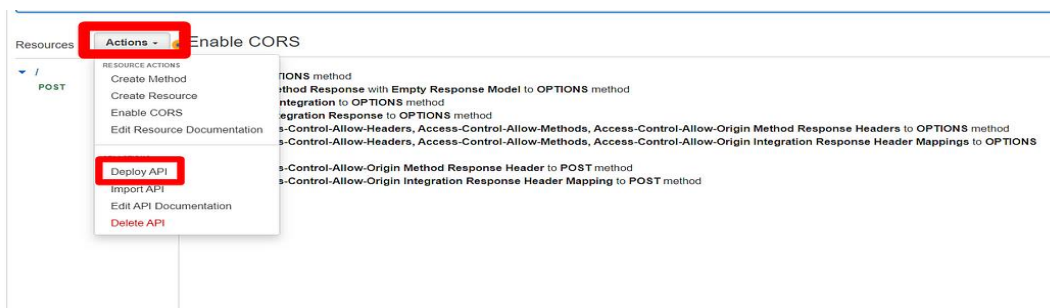 Resources
Actions
Enable CORS
/
POST
RESOURCE ACTIONS
Create Method
Create Resource
Enable CORS
Edit Resource Documentation
Deploy API
Import API
Edit API Documentation
Delete API
TIONS method
thod Response with Empty Response Model to OPTIONS method
ntegration to OPTIONS method
egration Response to OPTIONS method
s-Control-Allow-Headers, Access-Control-Allow-Methods, Access-Control-Allow-Origin Method Response Headers to OPTIONS method
s-Control-Allow-Headers, Access-Control-Allow-Methods, Access-Control-Allow-Origin Integration Response Header Mappings to OPTIONS
s-Control-Allow-Origin Method Response Header to POST method
s-Control-Allow-Origin Integration Response Header Mapping to POST method